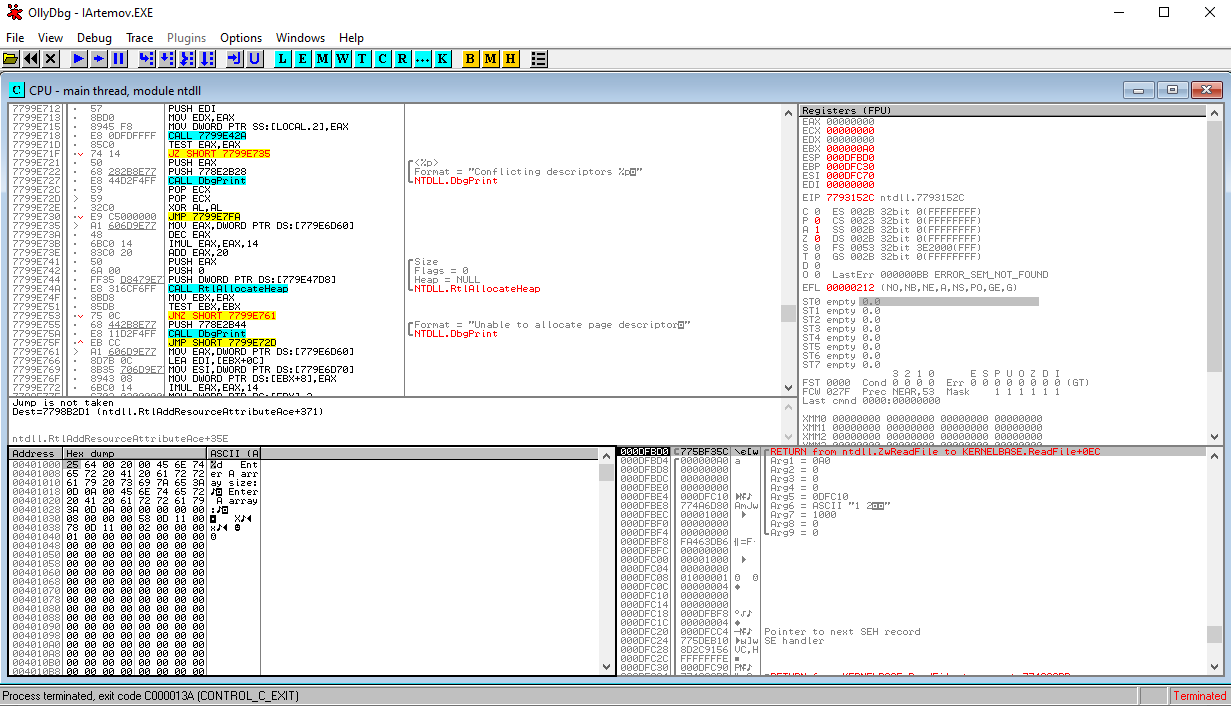 OllyDbg - IArtemov.EXE
File View Debug Trace Plugins Options Windows Help
L E M W T C R ... K B M H
C CPU - main thread, module ntdll
7799E712 57 PUSH EDI
7799E713 8BD0 MOV EDX,EAX
7799E715 8945 F8 MOV DWORD PTR SS:[LOCAL.2],EAX
7799E718 E8 0DFDFFFF CALL 7799E42A
7799E71D 85C0 TEST EAX,EAX
7799E71F 74 14 JZ SHORT 7799E735
7799E721 50 PUSH EAX <%p>
7799E722 68 282B8E77 PUSH 778E2B28 Format = "Conflicting descriptors %p"
7799E727 E8 44D2F4FF CALL DbgPrint NTDLL.DbgPrint
7799E72C 59 POP ECX
7799E72D 59 POP ECX
7799E72E 32C0 XOR AL,AL
7799E730 E9 C5000000 JMP 7799E7FA
7799E735 A1 606D9E77 MOV EAX,DWORD PTR DS:[779E6D60]
7799E73A 48 DEC EAX
7799E73B 6BC0 14 IMUL EAX,EAX,14
7799E73E 83C0 20 ADD EAX,20
7799E741 50 PUSH EAX Size
7799E742 6A 00 PUSH 0 Flags = 0
7799E744 FF35 D8479E77 PUSH DWORD PTR DS:[779E47D8] Heap = NULL
7799E74A E8 316CF6FF CALL RtlAllocateHeap NTDLL.RtlAllocateHeap
7799E74F 8BD8 MOV EBX,EAX
7799E751 85DB TEST EBX,EBX
7799E753 75 0C JNZ SHORT 7799E761
7799E755 68 442B8E77 PUSH 778E2B44 Format = "Unable to allocate page descriptor"
7799E75A E8 11D2F4FF CALL DbgPrint NTDLL.DbgPrint
7799E75F EB CC JMP SHORT 7799E72D
7799E761 A1 606D9E77 MOV EAX,DWORD PTR DS:[779E6D60]
7799E766 8D7B 0C LEA EDI,[EBX+0C]
7799E769 8B35 706D9E77 MOV ESI,DWORD PTR DS:[779E6D70]
7799E76F 8943 08 MOV DWORD PTR DS:[EBX+8],EAX
7799E772 6BC0 14 IMUL EAX,EAX,14
Jump is not taken
Dest=7798B2D1 (ntdll.RtlAddResourceAttributeAce+371)
ntdll.RtlAddResourceAttributeAce+35E
Registers (FPU)
EAX 00000000
ECX 00000000
EDX 00000000
EBX 000000A0
ESP 000DFBD0
EBP 000DFC30
ESI 000DFC70
EDI 00000000
EIP 7793152C ntdll.7793152C
C 0 ES 002B 32bit 0(FFFFFFFF)
P 0 CS 0023 32bit 0(FFFFFFFF)
A 1 SS 002B 32bit 0(FFFFFFFF)
Z 0 DS 002B 32bit 0(FFFFFFFF)
S 0 FS 0053 32bit 3E2000(FFF)
T 0 GS 002B 32bit 0(FFFFFFFF)
D 0
O 0 LastErr 000000BB ERROR_SEM_NOT_FOUND
EFL 00000212 (NO,NB,NE,A,NS,PO,GE,G)
ST0 empty 0.0
ST1 empty 0.0
ST2 empty 0.0
ST3 empty 0.0
ST4 empty 0.0
ST5 empty 0.0
ST6 empty 0.0
ST7 empty 0.0
3 2 1 0 E S P U O Z D I
FST 0000 Cond 0 0 0 0 Err 0 0 0 0 0 0 0 0 (GT)
FCW 027F Prec NEAR,53 Mask 1 1 1 1 1 1
Last cmnd 0000:00000000
XMM0 00000000 00000000 00000000 00000000
XMM1 00000000 00000000 00000000 00000000
XMM2 00000000 00000000 00000000 00000000
Address Hex dump ASCII (A
00401000 25 64 00 20 00 45 6E 74 %d Ent
00401008 65 72 20 41 20 61 72 72 er A arr
00401010 61 79 20 73 69 7A 65 3A ay size:
00401018 0D 0A 00 45 6E 74 65 72 Enter
00401020 20 41 20 61 72 72 61 79 A array
00401028 3A 0D 0A 00 00 00 00 00 :
00401030 08 00 00 00 58 0D 11 00 X
00401038 78 0D 11 00 02 00 00 00 x
00401040 01 00 00 00 00 00 00 00
00401048 00 00 00 00 00 00 00 00
00401050 00 00 00 00 00 00 00 00
00401058 00 00 00 00 00 00 00 00
00401060 00 00 00 00 00 00 00 00
00401068 00 00 00 00 00 00 00 00
00401070 00 00 00 00 00 00 00 00
00401078 00 00 00 00 00 00 00 00
00401080 00 00 00 00 00 00 00 00
00401088 00 00 00 00 00 00 00 00
00401090 00 00 00 00 00 00 00 00
00401098 00 00 00 00 00 00 00 00
004010A0 00 00 00 00 00 00 00 00
004010A8 00 00 00 00 00 00 00 00
004010B0 00 00 00 00 00 00 00 00
004010B8 00 00 00 00 00 00 00 00
000DFBD0 775BF35C RETURN from ntdll.ZwReadFile to KERNELBASE.ReadFile+0EC
000DFBD4 000000A0 Arg1 = 0A0
000DFBD8 00000000 Arg2 = 0
000DFBDC 00000000 Arg3 = 0
000DFBE0 00000000 Arg4 = 0
000DFBE4 000DFC10 Arg5 = 0DFC10
000DFBE8 774A6D80 AmJw Arg6 = ASCII "1 2"
000DFBEC 00001000 Arg7 = 1000
000DFBF0 00000000 Arg8 = 0
000DFBF4 00000000 Arg9 = 0
000DFBF8 FA463DB6
000DFBFC 00000000
000DFC00 00001000
000DFC04 00000000
000DFC08 01000001
000DFC0C 00000004
000DFC10 00000000
000DFC14 00000000
000DFC18 000DFBF8
000DFC1C 00000004
000DFC20 000DFCC4 Pointer to next SEH record
000DFC24 775DEB10 SE handler
000DFC28 8D2C9156
000DFC2C FFFFFFFE
000DFC30 000DFC90
Process terminated, exit code C000013A (CONTROL_C_EXIT) Terminated